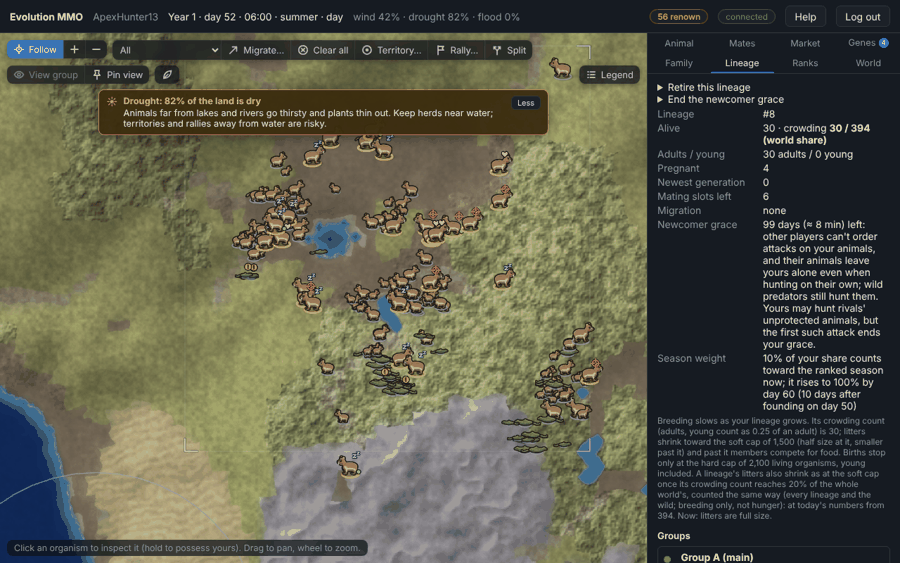 Evolution MMO ApexHunter13 Year 1 · day 52 · 06:00 · summer · day wind 42% · drought 82% · flood 0% 56 renown connected Help Log out
Follow + − All Migrate... Clear all Territory... Rally... Split
View group Pin view Legend
Drought: 82% of the land is dry Less
Animals far from lakes and rivers go thirsty and plants thin out. Keep herds near water;
territories and rallies away from water are risky.
Click an organism to inspect it (hold to possess yours). Drag to pan, wheel to zoom.
Animal Mates Market Genes 4
Family Lineage Ranks World
▶ Retire this lineage
▶ End the newcomer grace
Lineage #8
Alive 30 · crowding 30 / 394
(world share)
Adults / young 30 adults / 0 young
Pregnant 4
Newest generation 0
Mating slots left 6
Migration none
Newcomer grace 99 days (≈ 8 min) left:
other players can't order
attacks on your animals,
and their animals leave
yours alone even when
hunting on their own; wild
predators still hunt them.
Yours may hunt rivals'
unprotected animals, but
the first such attack ends
your grace.
Season weight 10% of your share counts
toward the ranked season
now; it rises to 100% by
day 60 (10 days after
founding on day 50)
Breeding slows as your lineage grows. Its crowding count
(adults, young count as 0.25 of an adult) is 30; litters
shrink toward the soft cap of 1,500 (half size at it, smaller
past it) and past it members compete for food. Births stop
only at the hard cap of 2,100 living organisms, young
included. A lineage's litters also shrink as at the soft cap
once its crowding count reaches 20% of the whole
world's, counted the same way (every lineage and the
wild; breeding only, not hunger): at today's numbers from
394. Now: litters are full size.
Groups
Group A (main)